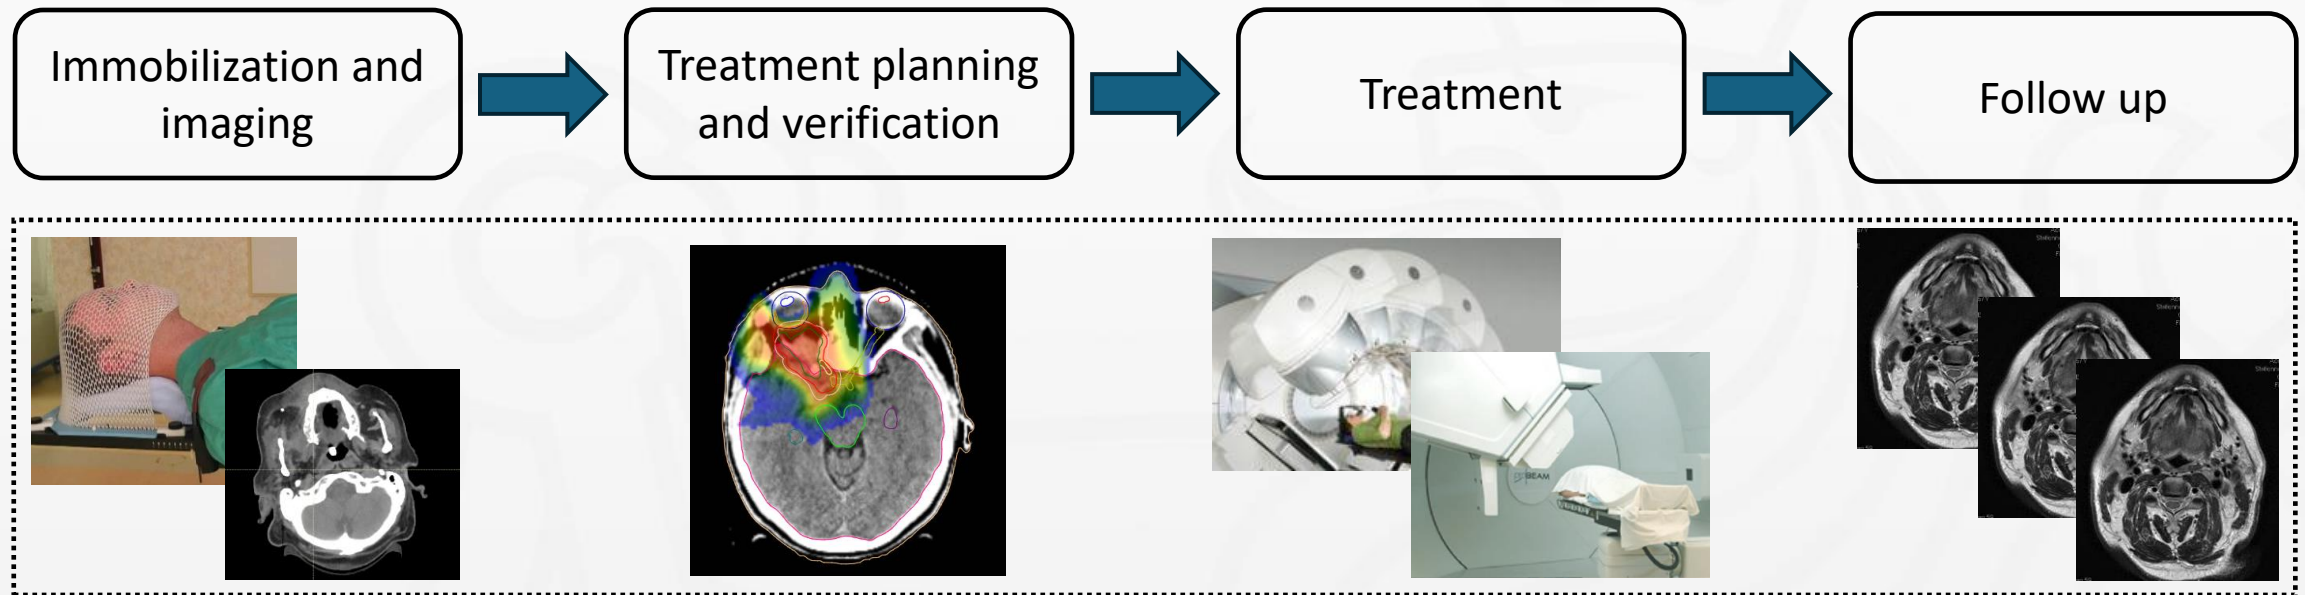 Immobilization and
imaging
Treatment planning
and verification
Treatment
Follow up